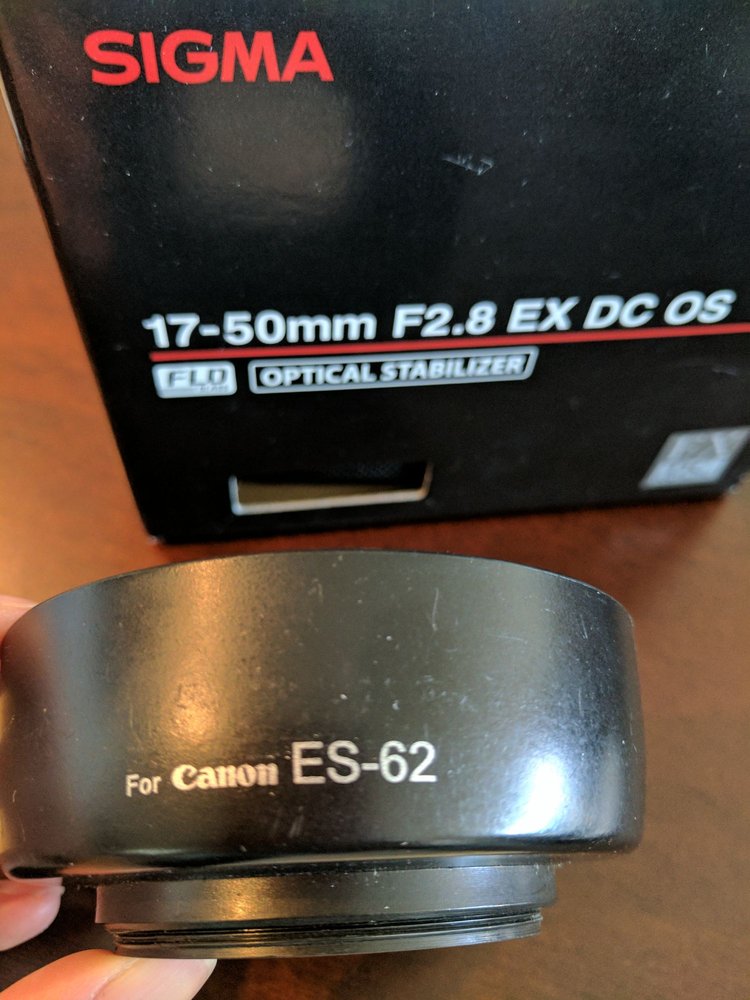 SIGMA
17-50mm F2.8 EX DC OS
FLD
OPTICAL STABILIZER
For Canon ES-62